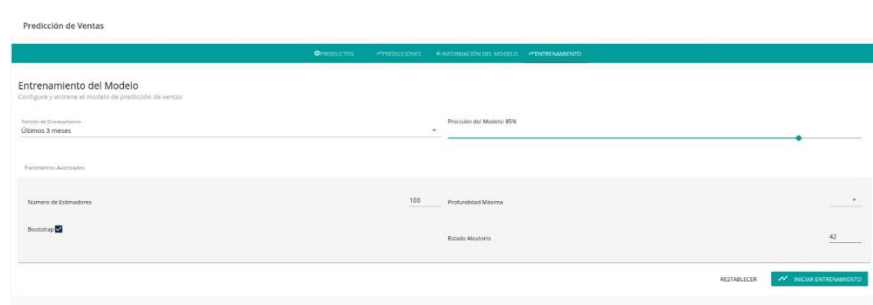 Predicción de Ventas
PRODUCTOS PREDICCIONES INFORMACIÓN DEL MODELO ENTRENAMIENTO
Entrenamiento del Modelo
Configure y entrene el modelo de predicción de ventas
Periodo de Entrenamiento
Últimos 3 meses
Precisión del Modelo: 85%
Parámetros Avanzados
Número de Estimadores 100
Profundidad Máxima
Bootstrap
Estado Aleatorio 42
RESTABLECER INICIAR ENTRENAMIENTO